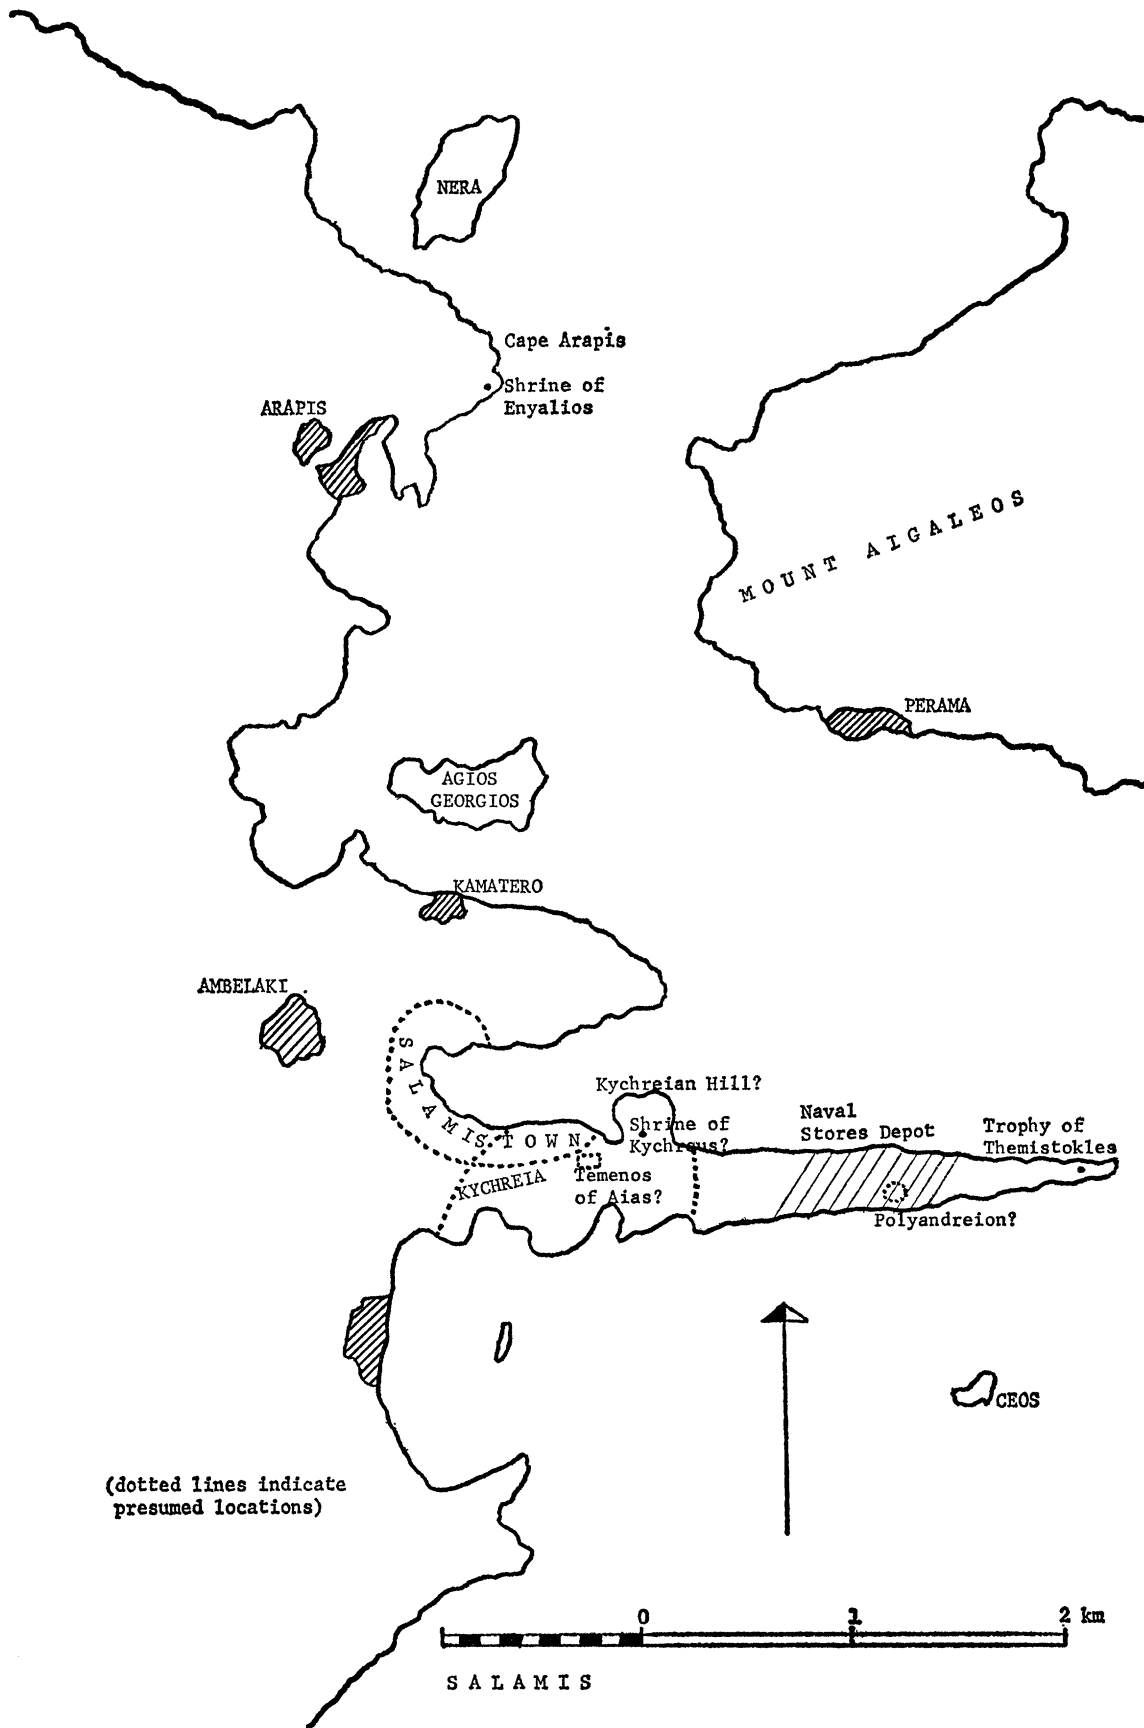 NERA
Cape Arapis
Shrine of
Enyalios
ARAPIS
MOUNT AIGALEOS
PERAMA
AGIOS
GEORGIOS
KAMATERO
AMBELAKI
SALAMIS TOWN
Kychreian Hill?
Shrine of
Kychreus?
Naval
Stores Depot
Trophy of
Themistokles
KYCHREIA
Temenos
of Aias?
Polyandreion?
CEOS
(dotted lines indicate
presumed locations)
0 1 2 km
SALAMIS